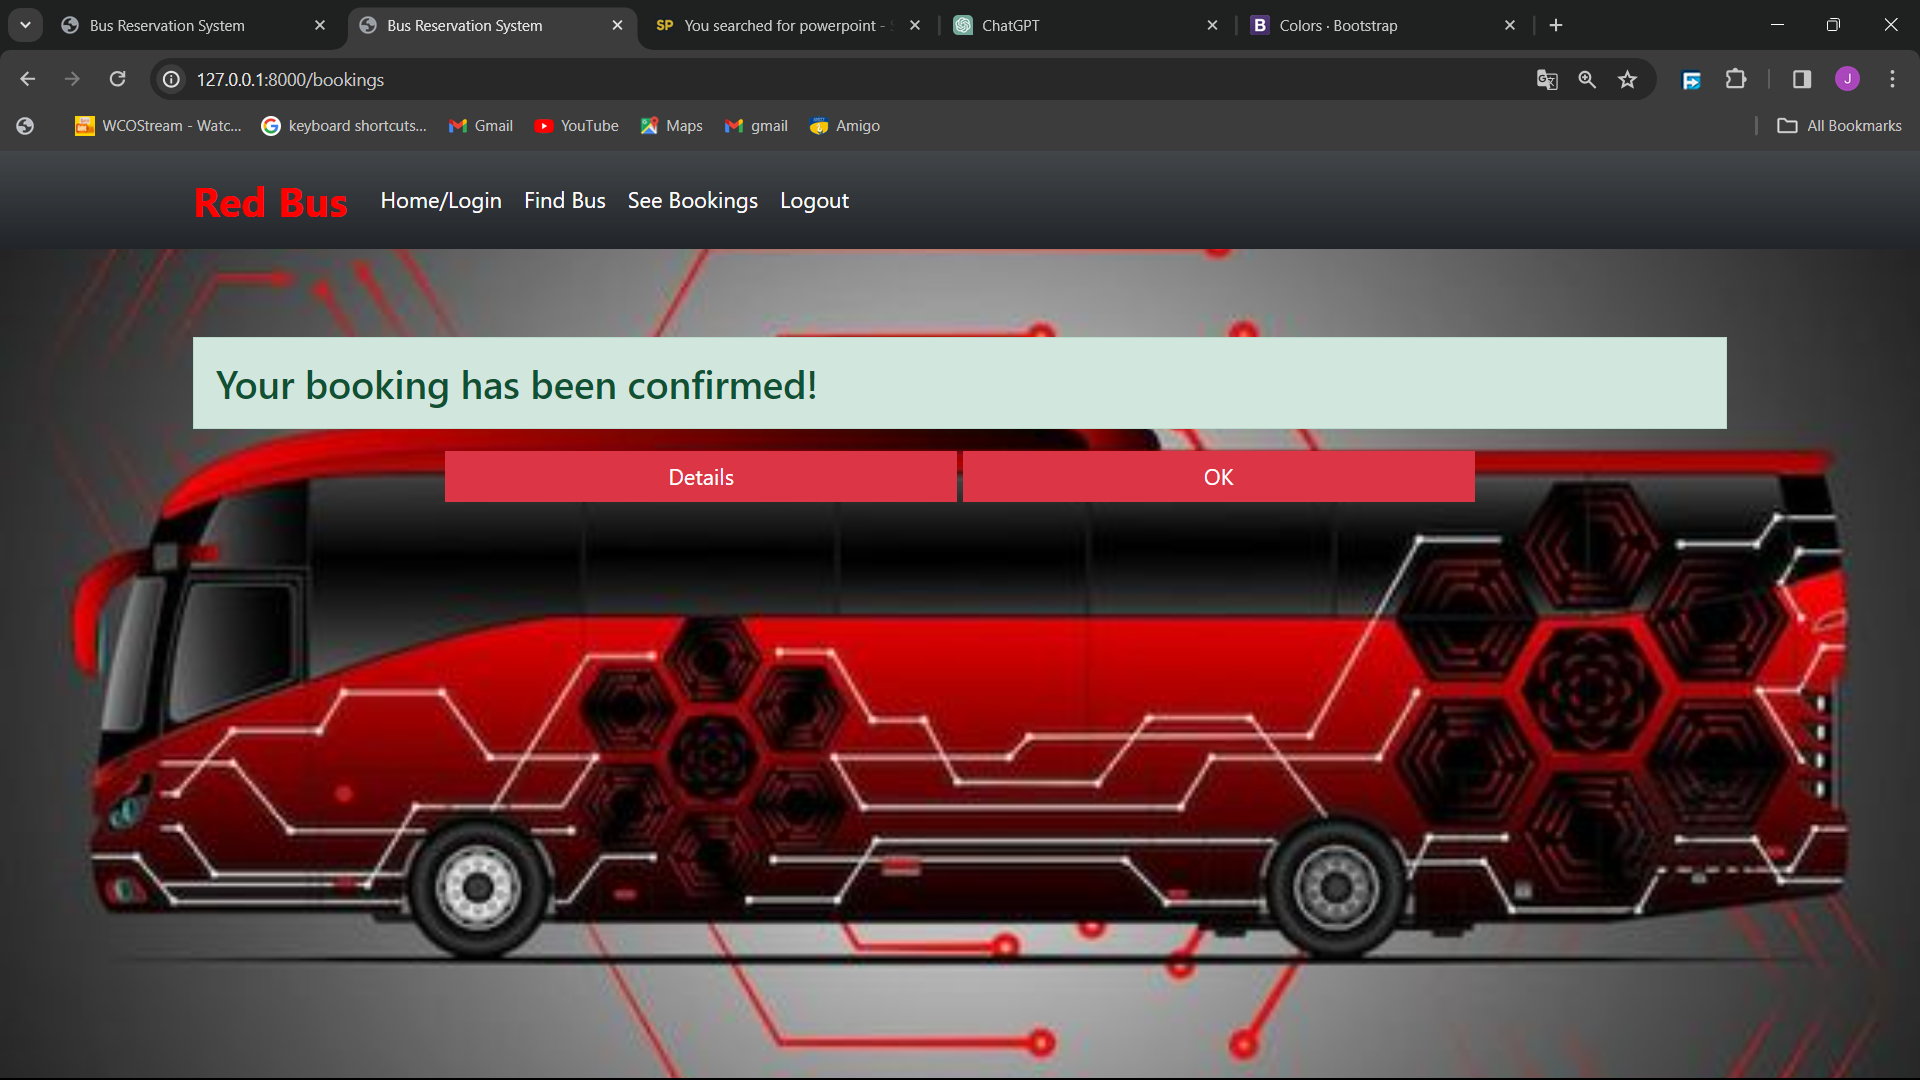 Bus Reservation System
Bus Reservation System
SP You searched for powerpoint -
ChatGPT
B Colors · Bootstrap
127.0.0.1:8000/bookings
J
WCOStream - Watc...
keyboard shortcuts...
Gmail
YouTube
Maps
gmail
Amigo
All Bookmarks
Red Bus Home/Login Find Bus See Bookings Logout
Your booking has been confirmed!
Details OK